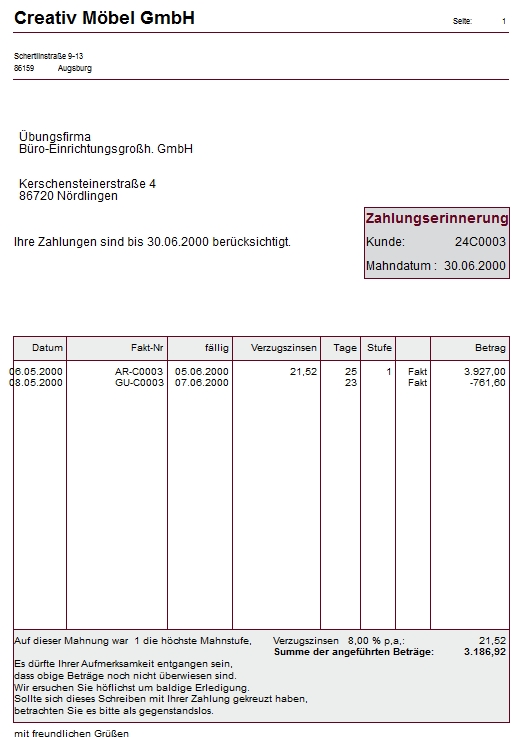 Creativ Möbel GmbH
Seite: 1
Schertlinstraße 9-13
86159 Augsburg
Übungsfirma
Büro-Einrichtungsgroßh. GmbH
Kerschensteinerstraße 4
86720 Nördlingen
Zahlungserinnerung
Ihre Zahlungen sind bis 30.06.2000 berücksichtigt.
Kunde: 24C0003
Mahndatum : 30.06.2000
Datum Fakt-Nr fällig Verzugszinsen Tage Stufe Betrag
06.05.2000 AR-C0003 05.06.2000 21,52 25 1 Fakt 3.927,00
08.05.2000 GU-C0003 07.06.2000 23 Fakt -761,60
Auf dieser Mahnung war 1 die höchste Mahnstufe, Verzugszinsen 8,00 % p,a,: 21,52
Summe der angeführten Beträge: 3.186,92
Es dürfte Ihrer Aufmerksamkeit entgangen sein,
dass obige Beträge noch nicht überwiesen sind.
Wir ersuchen Sie höflichst um baldige Erledigung.
Sollte sich dieses Schreiben mit Ihrer Zahlung gekreuzt haben,
betrachten Sie es bitte als gegenstandslos.
mit freundlichen Grüßen